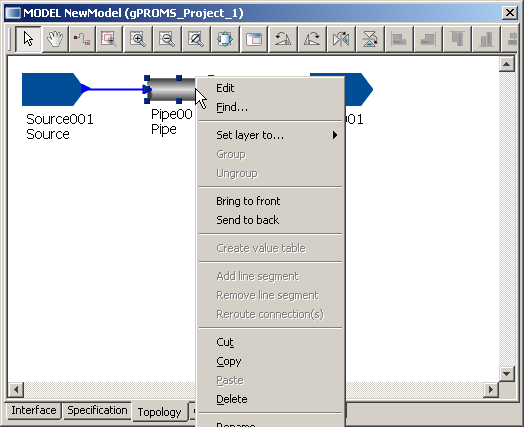 MODEL NewModel (gPROMS_Project_1)
Source001
Source
Pipe00
Pipe
001
Edit
Find...
Set layer to...
Group
Ungroup
Bring to front
Send to back
Create value table
Add line segment
Remove line segment
Reroute connection(s)
Cut
Copy
Paste
Delete
Rename
Interface Specification Topology